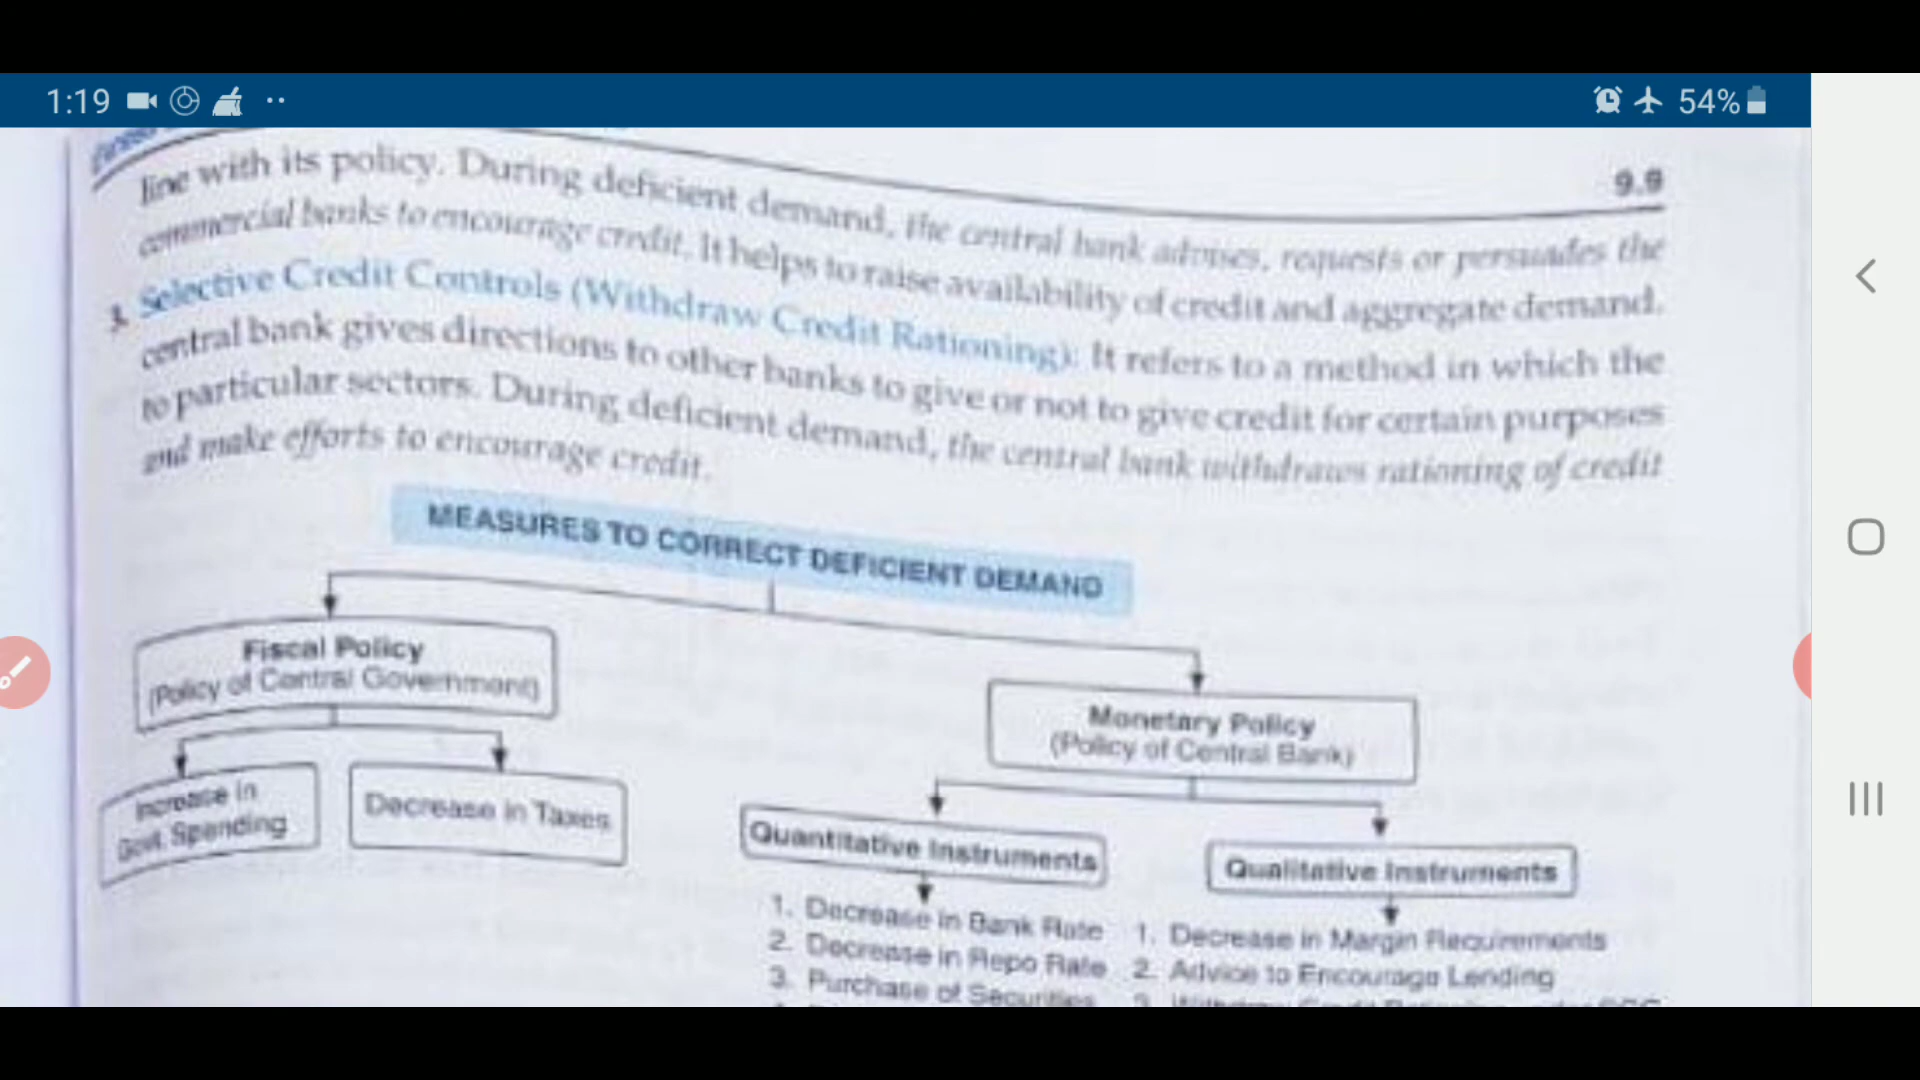 1:19
54%
9.9
line with its policy. During deficient demand, the central bank advises, requests or persuades the
commercial banks to encourage credit. It helps to raise availability of credit and aggregate demand.
3. Selective Credit Controls (Withdraw Credit Rationing): It refers to a method in which the
central bank gives directions to other banks to give or not to give credit for certain purposes
to particular sectors. During deficient demand, the central bank withdraws rationing of credit
and make efforts to encourage credit.
MEASURES TO CORRECT DEFICIENT DEMAND
Fiscal Policy
(Policy of Central Government)
Monetary Policy
(Policy of Central Bank)
Increase in
Govt. Spending
Decrease in Taxes
Quantitative Instruments
Qualitative Instruments
1. Decrease in Bank Rate
2. Decrease in Repo Rate
3. Purchase of Securities
1. Decrease in Margin Requirements
2. Advice to Encourage Lending